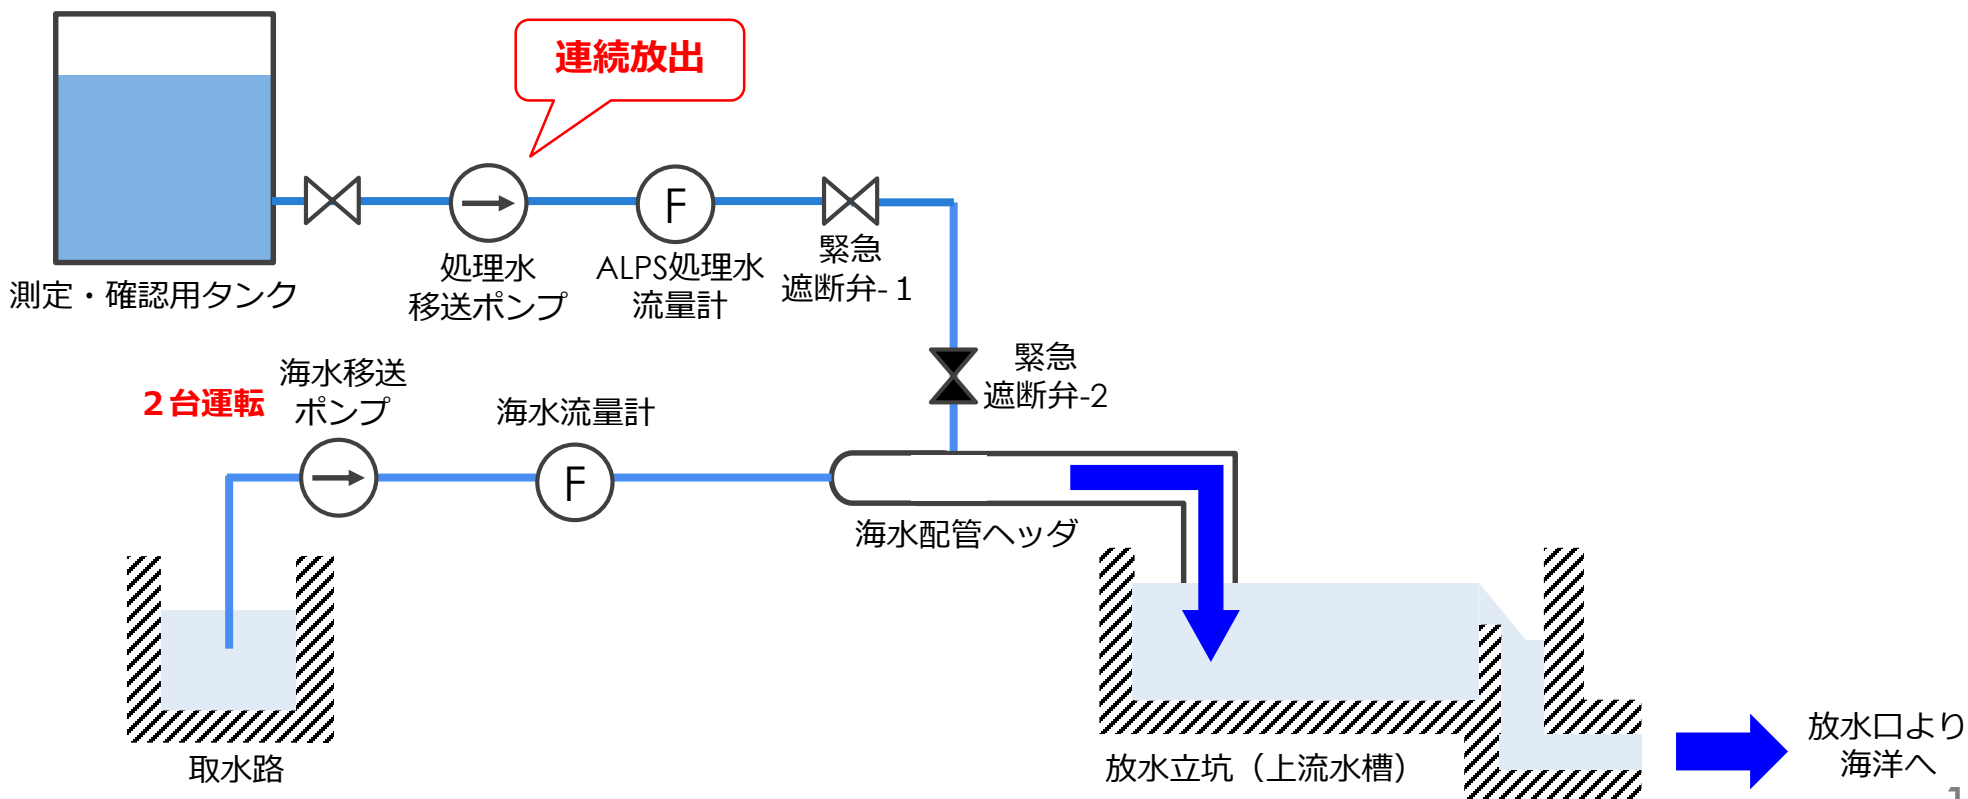 連続放出
F
測定・確認用タンク
処理水
移送ポンプ
ALPS処理水
流量計
緊急
遮断弁-１
緊急
遮断弁-2
２台運転
海水移送
ポンプ
海水流量計
F
海水配管ヘッダ
取水路
放水立坑（上流水槽）
放水口より
海洋へ